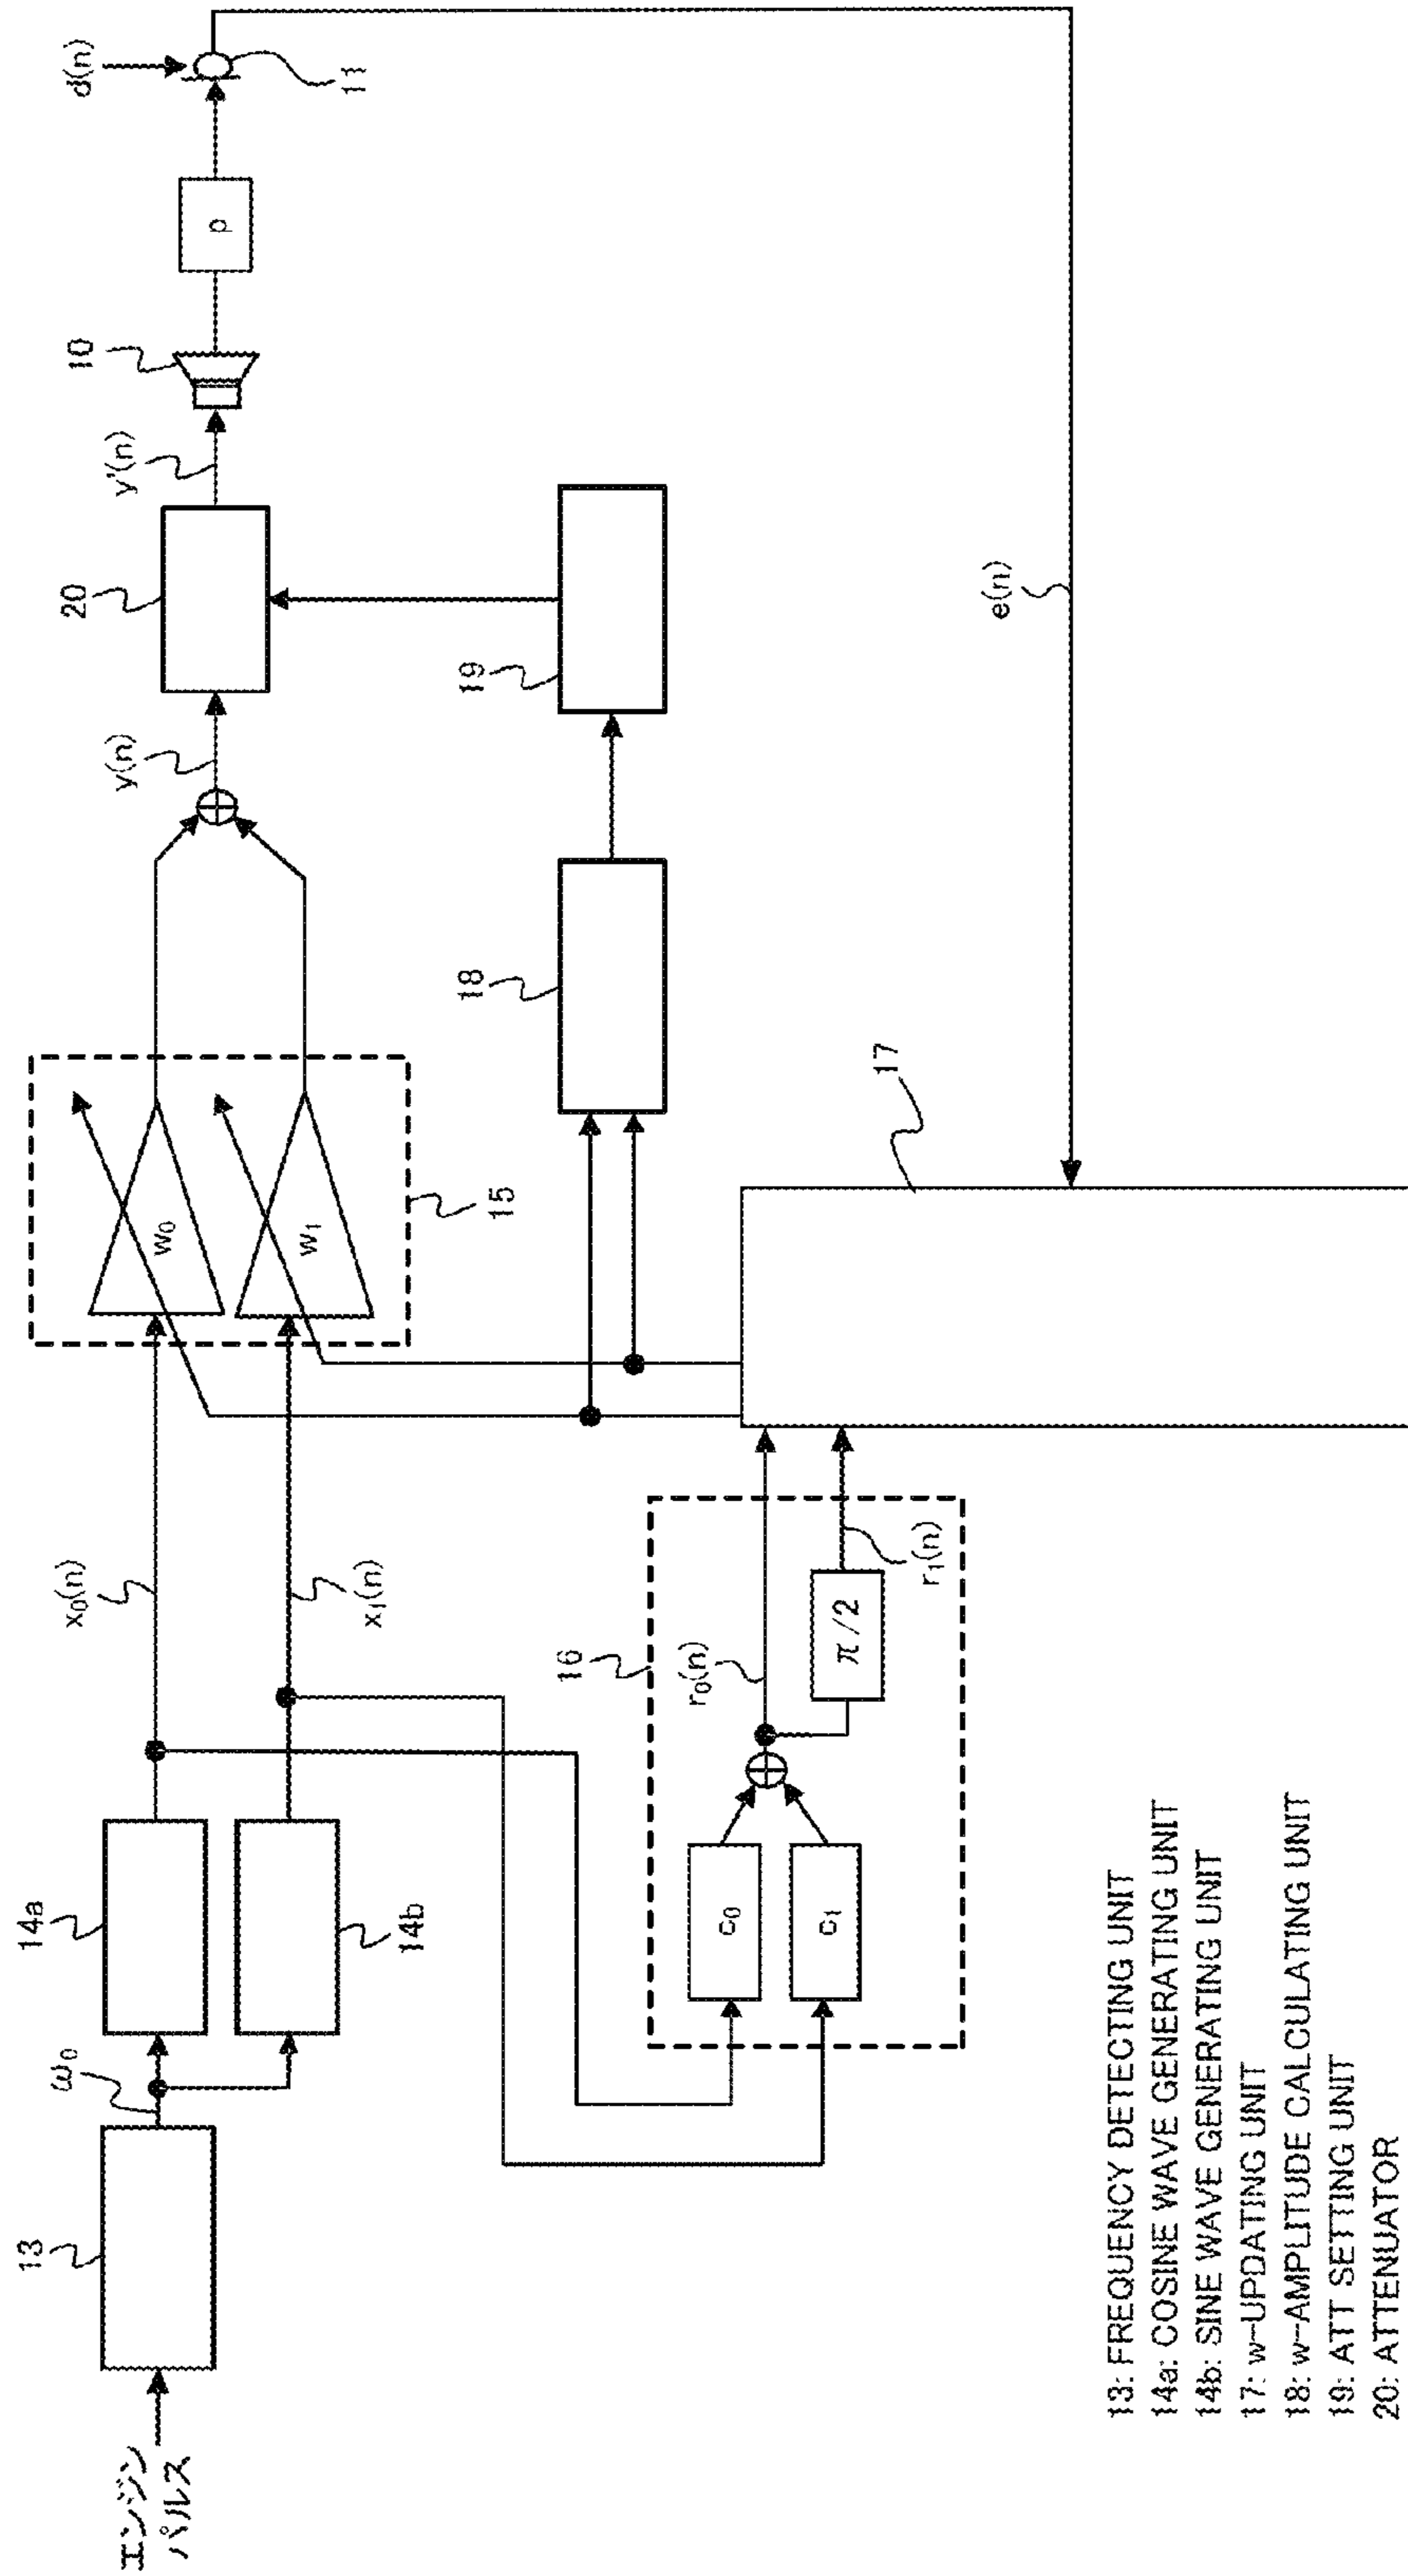 エンジン
パルス
13
ω0
14a
14b
x0(n)
x1(n)
w0
w1
15
y(n)
20
y'(n)
10
p
d(n)
11
16
c0
c1
r0(n)
π/2
r1(n)
17
18
19
e(n)
13: FREQUENCY DETECTING UNIT
14a: COSINE WAVE GENERATING UNIT
14b: SINE WAVE GENERATING UNIT
17: w-UPDATING UNIT
18: w-AMPLITUDE CALCULATING UNIT
19: ATT SETTING UNIT
20: ATTENUATOR